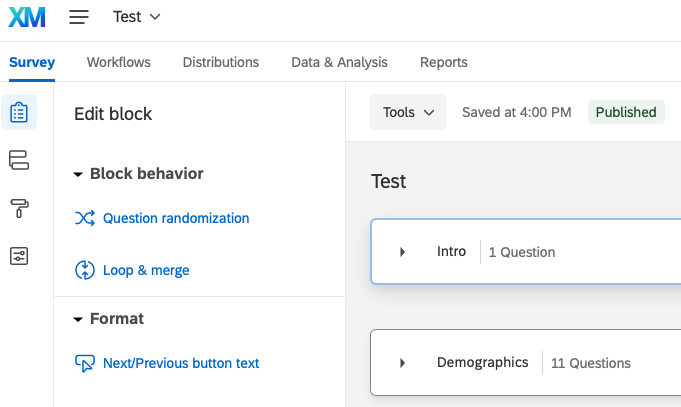 XM Test
Survey Workflows Distributions Data & Analysis Reports
Edit block
Block behavior
Question randomization
Loop & merge
Format
Next/Previous button text
Tools Saved at 4:00 PM Published
Test
Intro 1 Question
Demographics 11 Questions